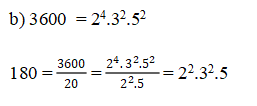 b) 3600 = 2⁴.3².5²
180 = 3600/20 = 2⁴.3².5²/2².5 = 2².3².5